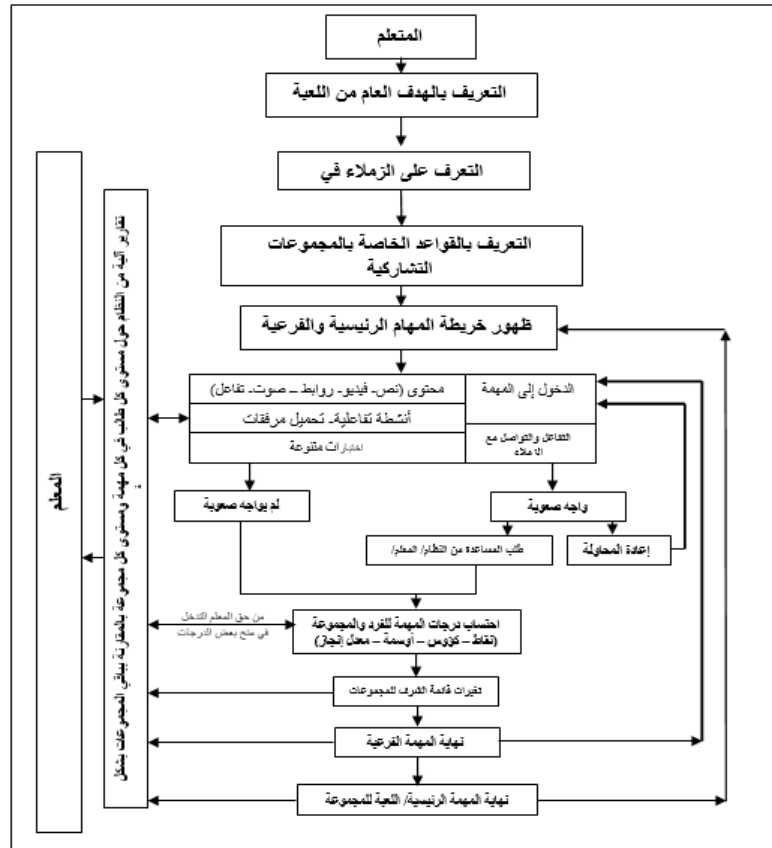 المتعلم
التعريف بالهدف العام من اللعبة
التعرف على الزملاء في
التعريف بالقواعد الخاصة بالمجموعات
التشاركية
ظهور خريطة المهام الرئيسية والفرعية
الدخول إلى المهمة
محتوى (نص- فيديو- روابط – صوت- تفاعل)
أنشطة تفاعلية- تحميل مرفقات
التفاعل والتواصل مع
الزملاء
اختبارات متنوعة
واجه صعوبة
لم يواجه صعوبة
إعادة المحاولة
طلب المساعدة من النظام/ المعلم/
احتساب درجات المهمة للفرد والمجموعة
(نقاط – كؤوس – أوسمة – معدل إنجاز)
من حق المعلم التدخل
في منح بعض الدرجات
تغيرات قائمة الشرف للمجموعات
نهاية المهمة الفرعية
نهاية المهمة الرئيسية/ اللعبة للمجموعة
تقارير آلية من النظام حول مستوى كل طالب في كل مهمة ومستوى كل مجموعة بالمقارنة بباقي المجموعات بشكل
المعلم